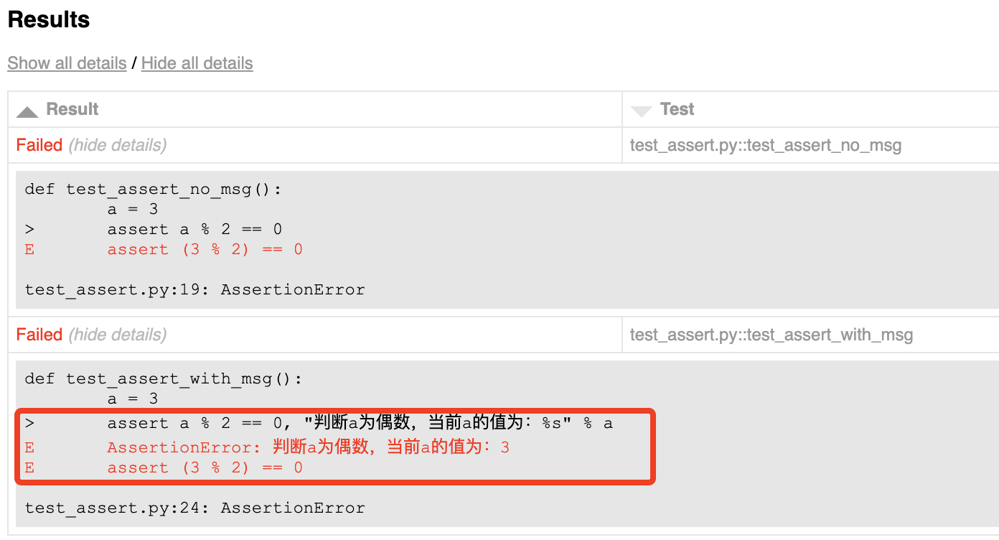 Results
Show all details / Hide all details
Result Test
Failed (hide details) test_assert.py::test_assert_no_msg
def test_assert_no_msg():
        a = 3
>       assert a % 2 == 0
E       assert (3 % 2) == 0
test_assert.py:19: AssertionError
Failed (hide details) test_assert.py::test_assert_with_msg
def test_assert_with_msg():
        a = 3
>       assert a % 2 == 0, "判断a为偶数，当前a的值为：%s" % a
E       AssertionError: 判断a为偶数，当前a的值为：3
E       assert (3 % 2) == 0
test_assert.py:24: AssertionError